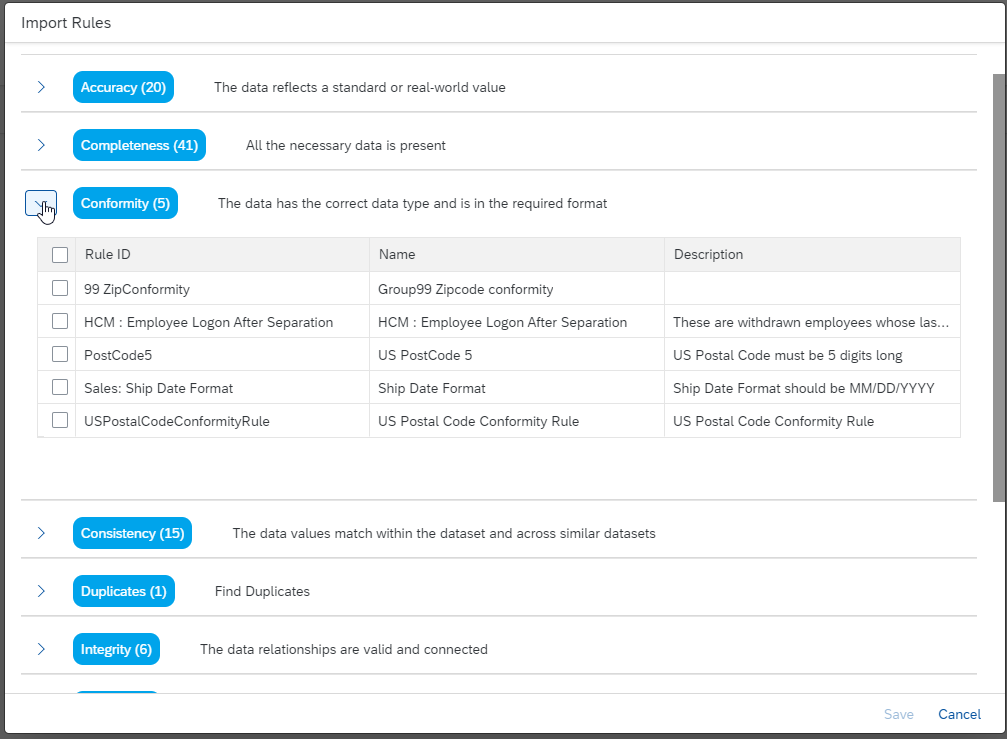 Import Rules
Accuracy (20) The data reflects a standard or real-world value
Completeness (41) All the necessary data is present
Conformity (5) The data has the correct data type and is in the required format
Rule ID Name Description
99 ZipConformity Group99 Zipcode conformity
HCM : Employee Logon After Separation HCM : Employee Logon After Separation These are withdrawn employees whose las...
PostCode5 US PostCode 5 US Postal Code must be 5 digits long
Sales: Ship Date Format Ship Date Format Ship Date Format should be MM/DD/YYYY
USPostalCodeConformityRule US Postal Code Conformity Rule US Postal Code Conformity Rule
Consistency (15) The data values match within the dataset and across similar datasets
Duplicates (1) Find Duplicates
Integrity (6) The data relationships are valid and connected
Save Cancel